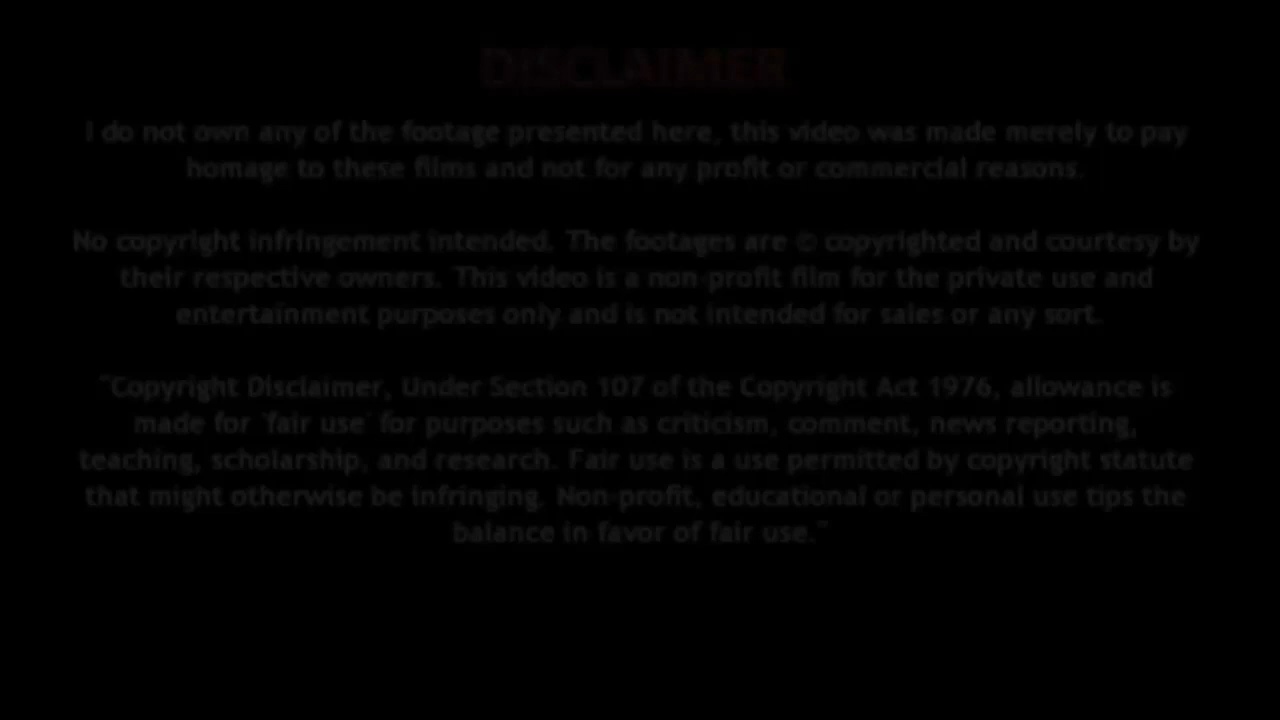 DISCLAIMER
I do not own any of the footage presented here, this video was made merely to pay
homage to these films and not for any profit or commercial reasons.
No copyright infringement intended. The footages are © copyrighted and courtesy by
their respective owners. This video is a non-profit film for the private use and
entertainment purposes only and is not intended for sales or any sort.
"Copyright Disclaimer, Under Section 107 of the Copyright Act 1976, allowance is
made for 'fair use' for purposes such as criticism, comment, news reporting,
teaching, scholarship, and research. Fair use is a use permitted by copyright statute
that might otherwise be infringing. Non-profit, educational or personal use tips the
balance in favor of fair use."